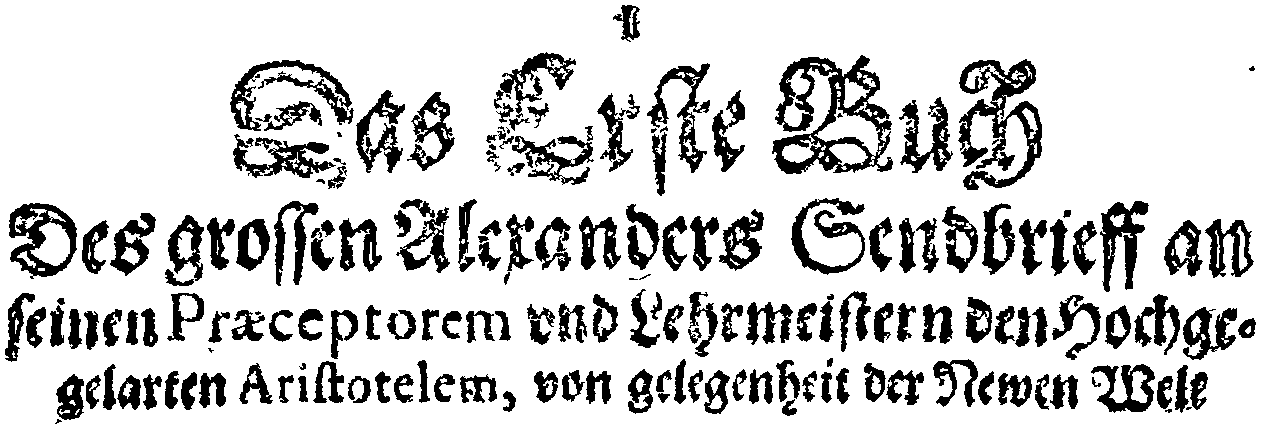 Das Erste Buch
Des grossen Alexanders Sendbrieff an
seinen Præceptorem vnd Lehrmeistern den Hochge-
gelarten Aristotelem, von gelegenheit der Newen Welt